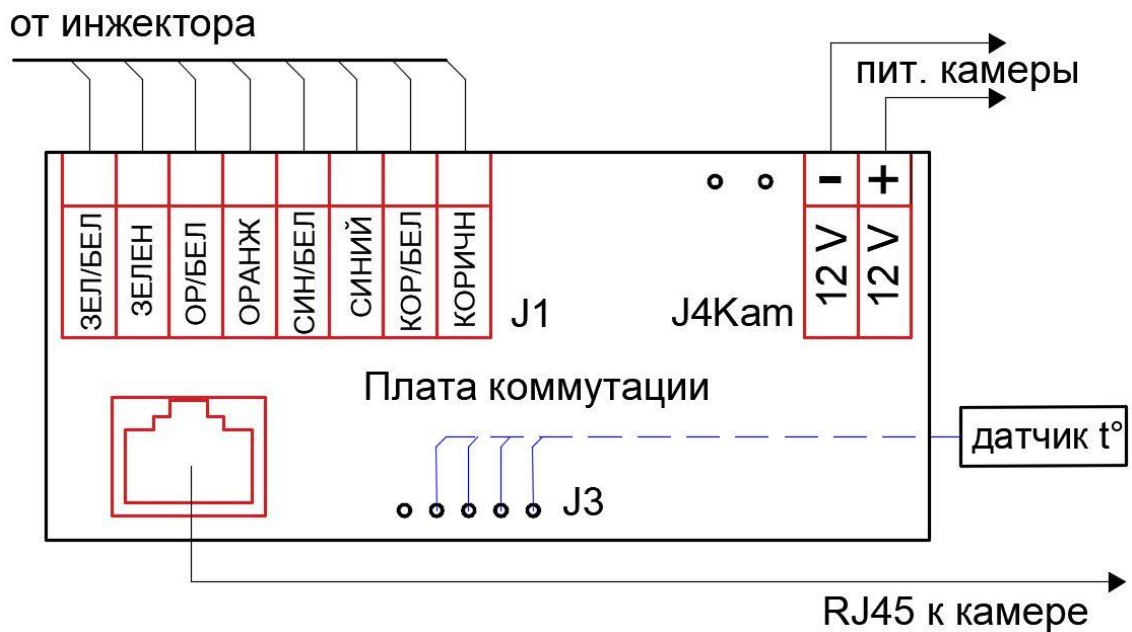 от инжектора
пит. камеры
- +
ЗЕЛ/БЕЛ
ЗЕЛЕН
ОР/БЕЛ
ОРАНЖ
СИН/БЕЛ
СИНИЙ
КОР/БЕЛ
КОРИЧН
J1
J4Kam
12 V
12 V
Плата коммутации
датчик t°
J3
RJ45 к камере